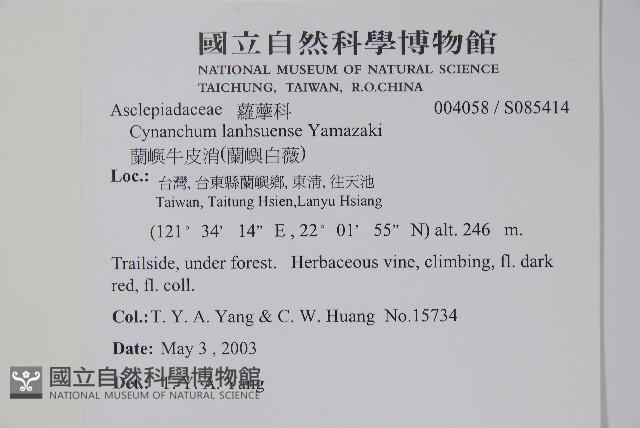 國立自然科學博物館
NATIONAL MUSEUM OF NATURAL SCIENCE
TAICHUNG, TAIWAN, R.O.CHINA
Asclepiadaceae 蘿藦科 004058 / S085414
Cynanchum lanhsuense Yamazaki
蘭嶼牛皮消(蘭嶼白薇)
Loc.: 台灣, 台東縣蘭嶼鄉, 東清, 往天池
Taiwan, Taitung Hsien,Lanyu Hsiang
(121° 34' 14” E , 22° 01' 55” N) alt. 246 m.
Trailside, under forest. Herbaceous vine, climbing, fl. dark
red, fl. coll.
Col.: T. Y. A. Yang & C. W. Huang No.15734
Date: May 3 , 2003
Det.: T. Y. A. Yang
國立自然科學博物館
NATIONAL MUSEUM OF NATURAL SCIENCE